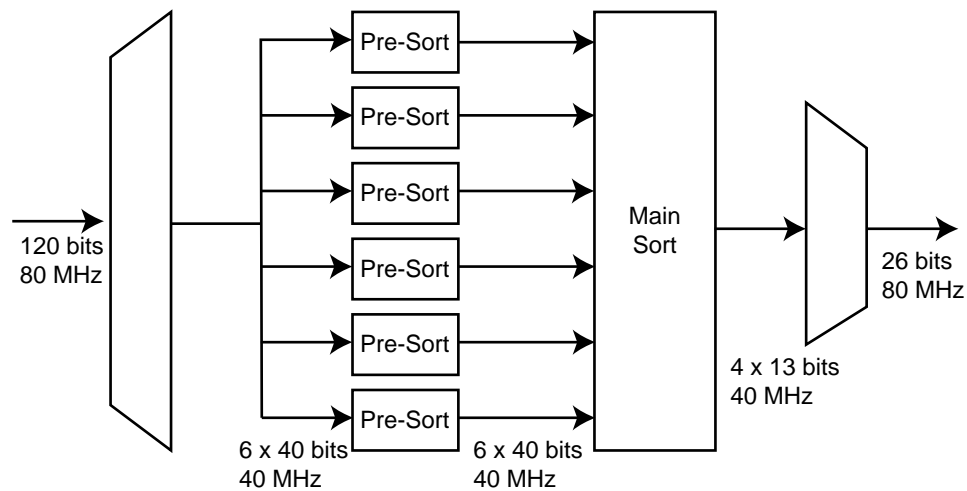 120 bits
80 MHz
Pre-Sort
Pre-Sort
Pre-Sort
Pre-Sort
Pre-Sort
Pre-Sort
6 x 40 bits
40 MHz
6 x 40 bits
40 MHz
Main
Sort
4 x 13 bits
40 MHz
26 bits
80 MHz